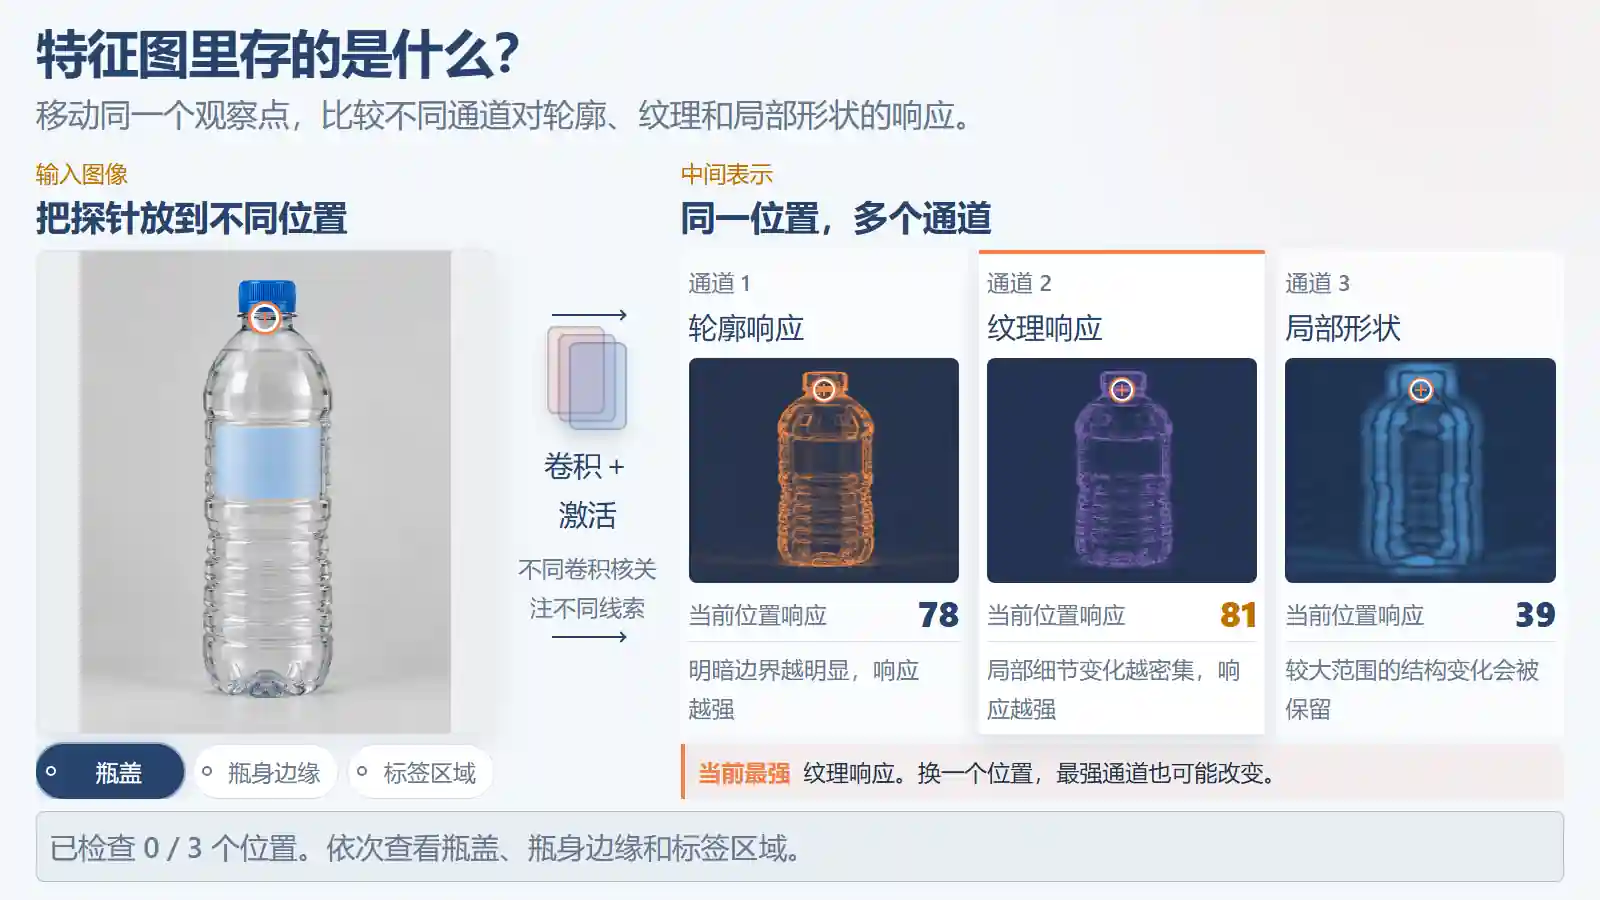 特征图里存的是什么？
移动同一个观察点，比较不同通道对轮廓、纹理和局部形状的响应。
输入图像
把探针放到不同位置
卷积 +
激活
不同卷积核关
注不同线索
瓶盖
瓶身边缘
标签区域
中间表示
同一位置，多个通道
通道 1
轮廓响应
当前位置响应 78
明暗边界越明显，响应
越强
通道 2
纹理响应
当前位置响应 81
局部细节变化越密集，响
应越强
通道 3
局部形状
当前位置响应 39
较大范围的结构变化会被
保留
当前最强 纹理响应。换一个位置，最强通道也可能改变。
已检查 0 / 3 个位置。依次查看瓶盖、瓶身边缘和标签区域。